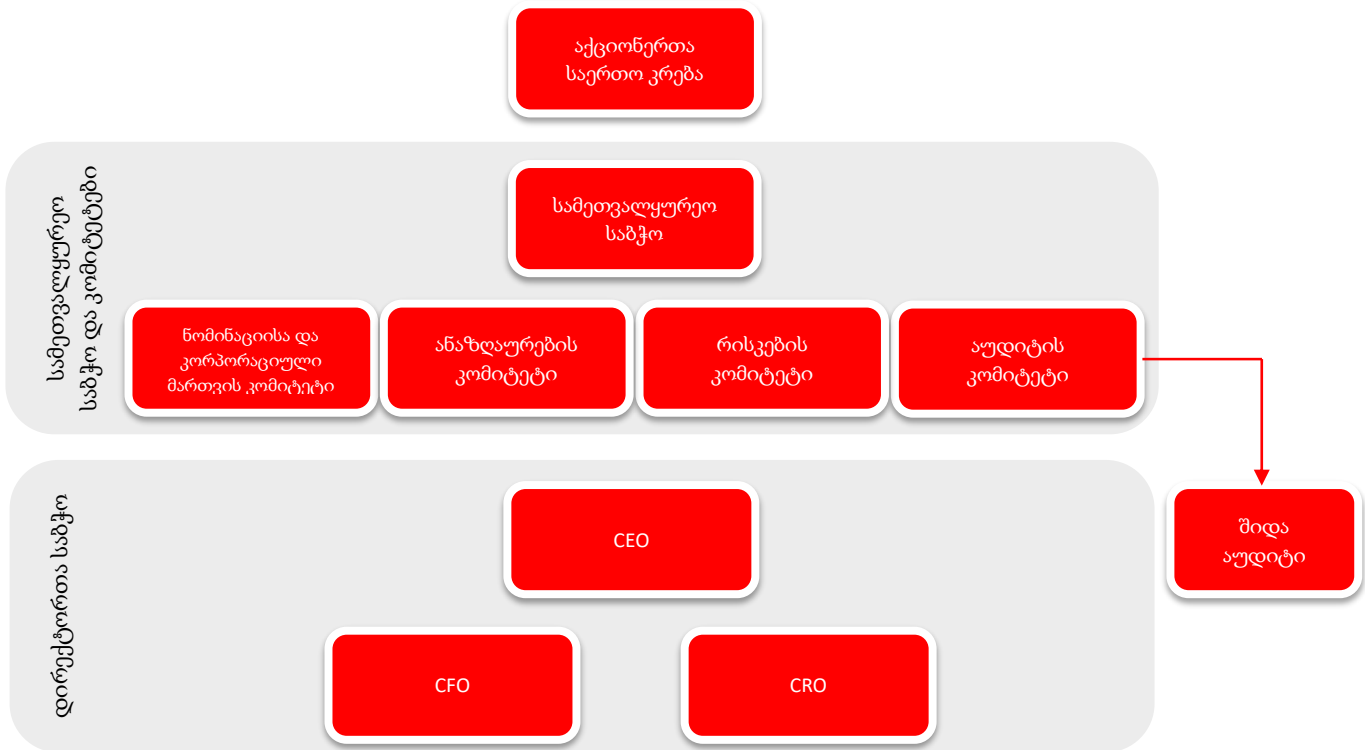 აქციონერთა
საერთო კრება
სამეთვალყურეო
საბჭო და კომიტეტები
სამეთვალყურეო
საბჭო
ნომინაციისა და
კორპორაციული
მართვის კომიტეტი
ანაზღაურების
კომიტეტი
რისკების
კომიტეტი
აუდიტის
კომიტეტი
დირექტორთა საბჭო
CEO
შიდა
აუდიტი
CFO
CRO